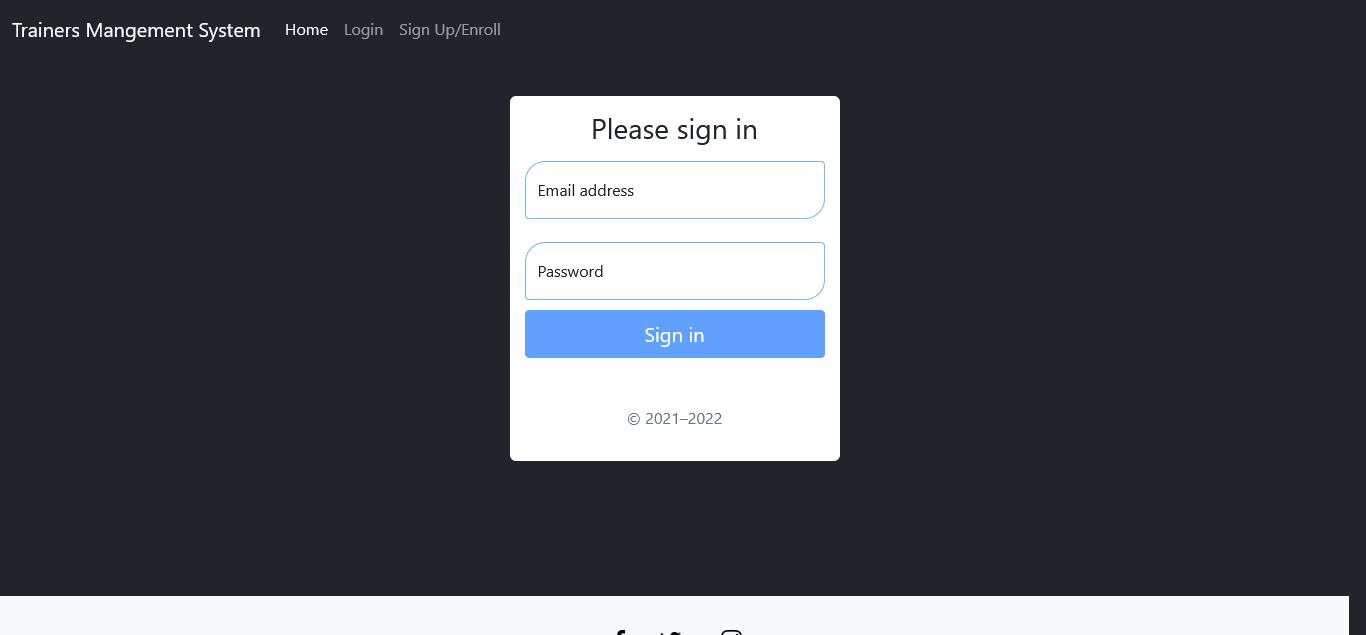 Trainers Mangement System Home Login Sign Up/Enroll
Please sign in
Email address
Password
Sign in
© 2021–2022